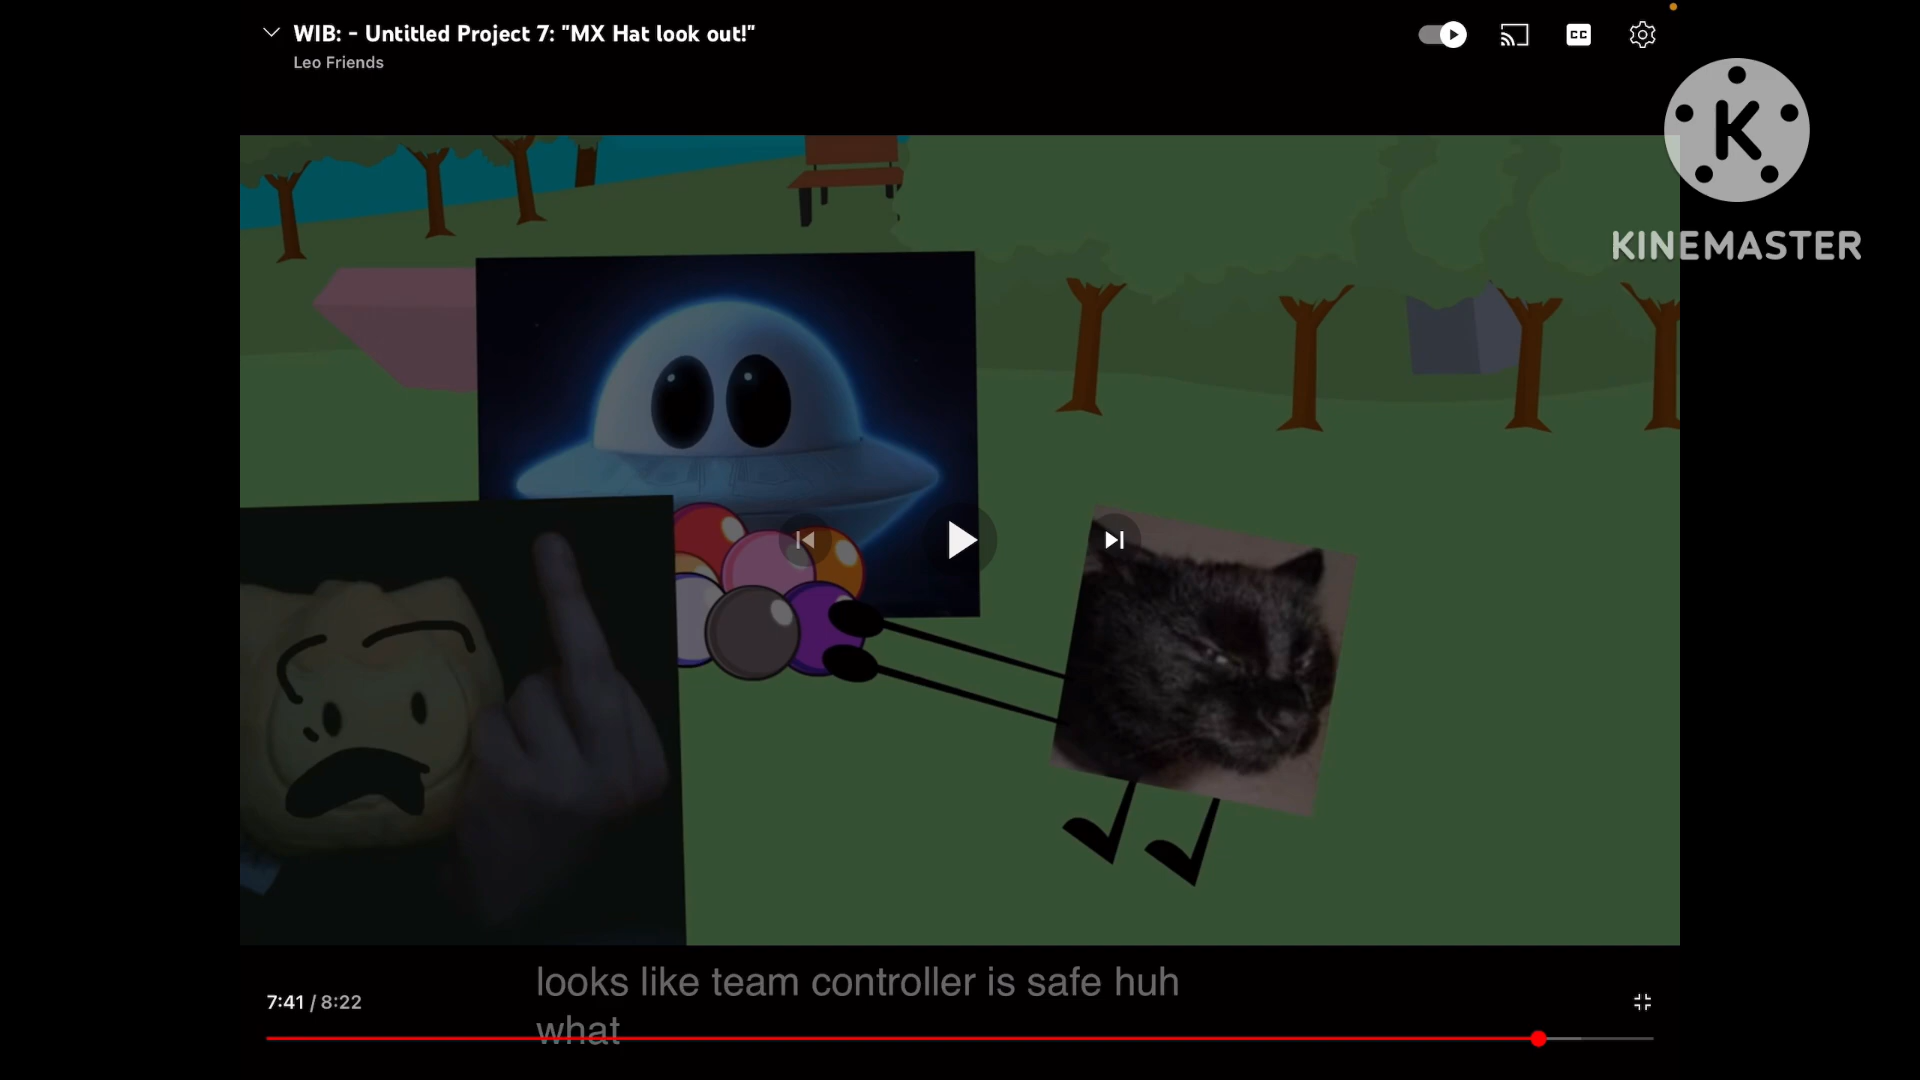 WIB: - Untitled Project 7: "MX Hat look out!"
Leo Friends
CC
K
KINEMASTER
looks like team controller is safe huh
what
7:41 / 8:22